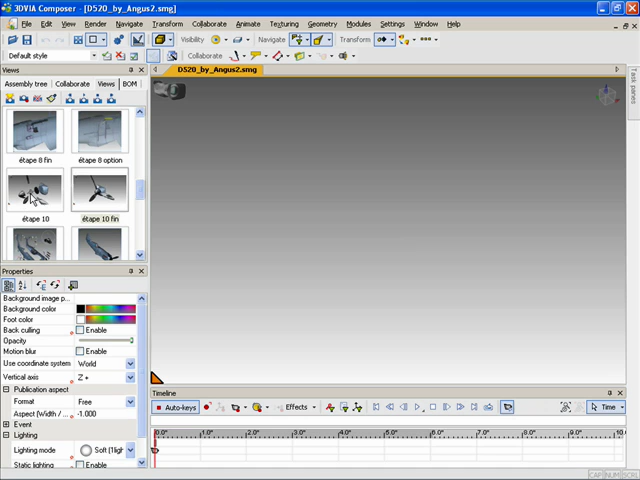 3DVIA Composer - [D520_by_Angus2.smg]
File Edit Render Navigate Transform Collaborate Animate Texturing Geometry Modules Settings Window Help
Visibility Navigate Transform
Default style Collaborate
Views
D520_by_Angus2.smg
Task panes
Assembly tree Collaborate Views BOM
étape 8 fin étape 8 option
étape 10 étape 10 fin
Properties
Background image p...
Background color
Foot color
Back culling Enable
Opacity
Motion blur Enable
Use coordinate system World
Vertical axis Z +
Publication aspect
Format Free
Aspect (Width / ... -1.000
Event
Lighting
Lighting mode Soft (1 ligh
Static lighting Enable
Timeline
Auto-keys Effects Time
0.0" 1.0" 2.0" 3.0" 4.0" 5.0" 6.0" 7.0" 8.0" 9.0" 10.
CAP NUM SCRL